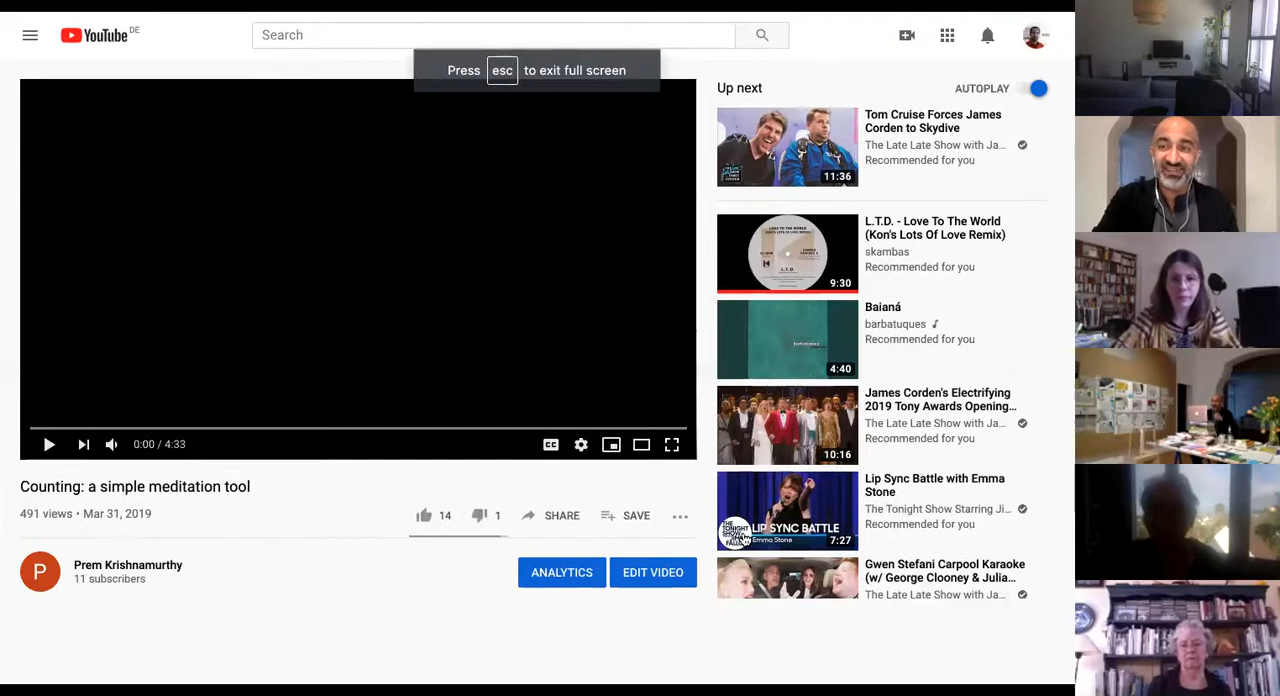 YouTube DE
Search
Press esc to exit full screen
Up next
AUTOPLAY
Tom Cruise Forces James
Corden to Skydive
The Late Late Show with Ja...
Recommended for you
11:36
L.T.D. - Love To The World
(Kon's Lots Of Love Remix)
skambas
Recommended for you
9:30
Baianá
barbatuques
Recommended for you
4:40
James Corden's Electrifying
2019 Tony Awards Opening...
The Late Late Show with Ja...
Recommended for you
10:16
Lip Sync Battle with Emma
Stone
The Tonight Show Starring Ji...
Recommended for you
LIP SYNC BATTLE
Emma Stone
7:27
Gwen Stefani Carpool Karaoke
(w/ George Clooney & Julia...
The Late Late Show with Ja...
0:00 / 4:33
CC
Counting: a simple meditation tool
491 views • Mar 31, 2019
14
1
SHARE
SAVE
P
Prem Krishnamurthy
11 subscribers
ANALYTICS
EDIT VIDEO